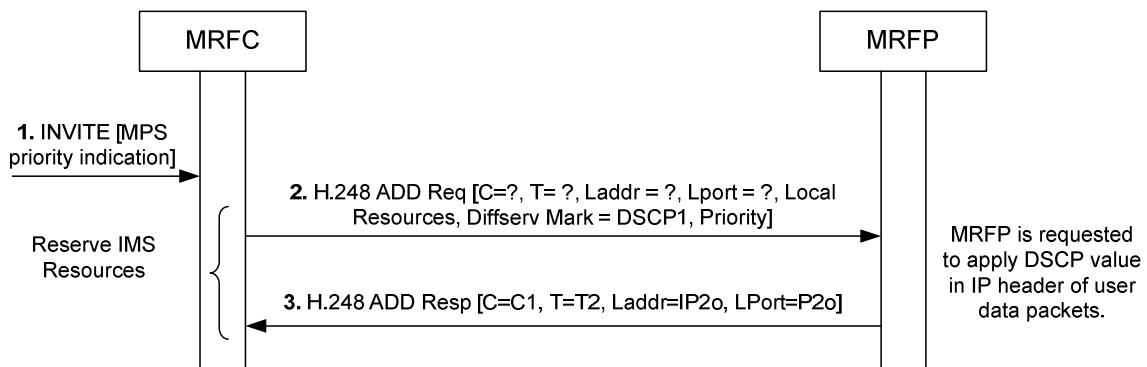 MRFC
MRFP
1. INVITE [MPS
priority indication]
2. H.248 ADD Req [C=?, T= ?, Laddr = ?, Lport = ?, Local
Resources, Diffserv Mark = DSCP1, Priority]
Reserve IMS
Resources
MRFP is requested
to apply DSCP value
in IP header of user
data packets.
3. H.248 ADD Resp [C=C1, T=T2, Laddr=IP2o, LPort=P2o]